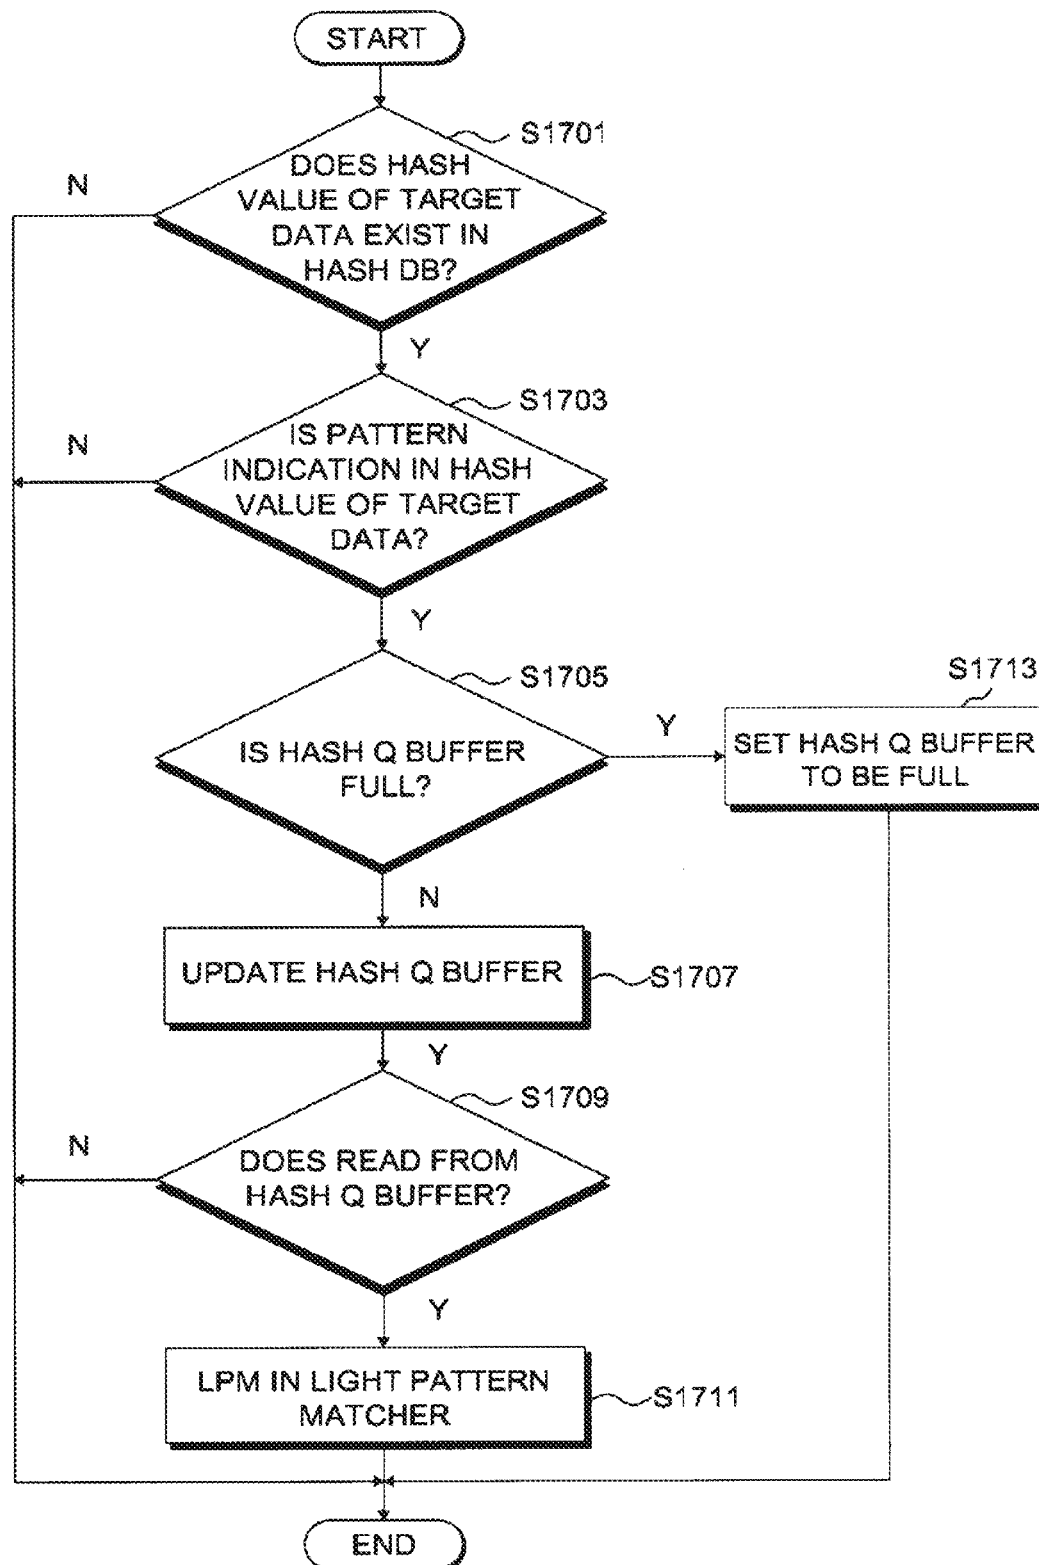 START
S1701
DOES HASH
VALUE OF TARGET
DATA EXIST IN
HASH DB?
N
Y
S1703
IS PATTERN
INDICATION IN HASH
VALUE OF TARGET
DATA?
N
Y
S1705
IS HASH Q BUFFER
FULL?
Y
S1713
SET HASH Q BUFFER
TO BE FULL
N
UPDATE HASH Q BUFFER
S1707
Y
S1709
DOES READ FROM
HASH Q BUFFER?
N
Y
LPM IN LIGHT PATTERN
MATCHER
S1711
END